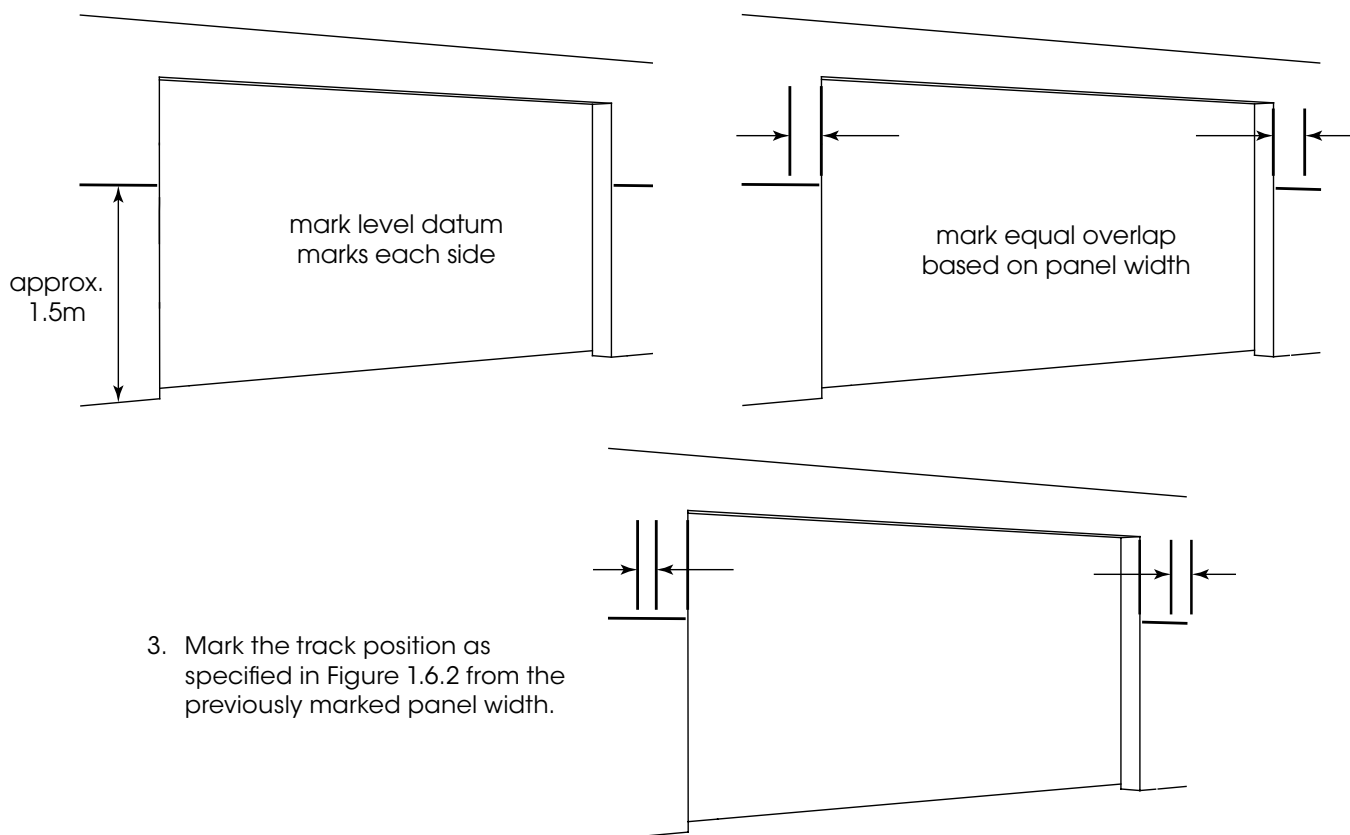 mark level datum
marks each side
approx.
1.5m
mark equal overlap
based on panel width
3. Mark the track position as
specified in Figure 1.6.2 from the
previously marked panel width.